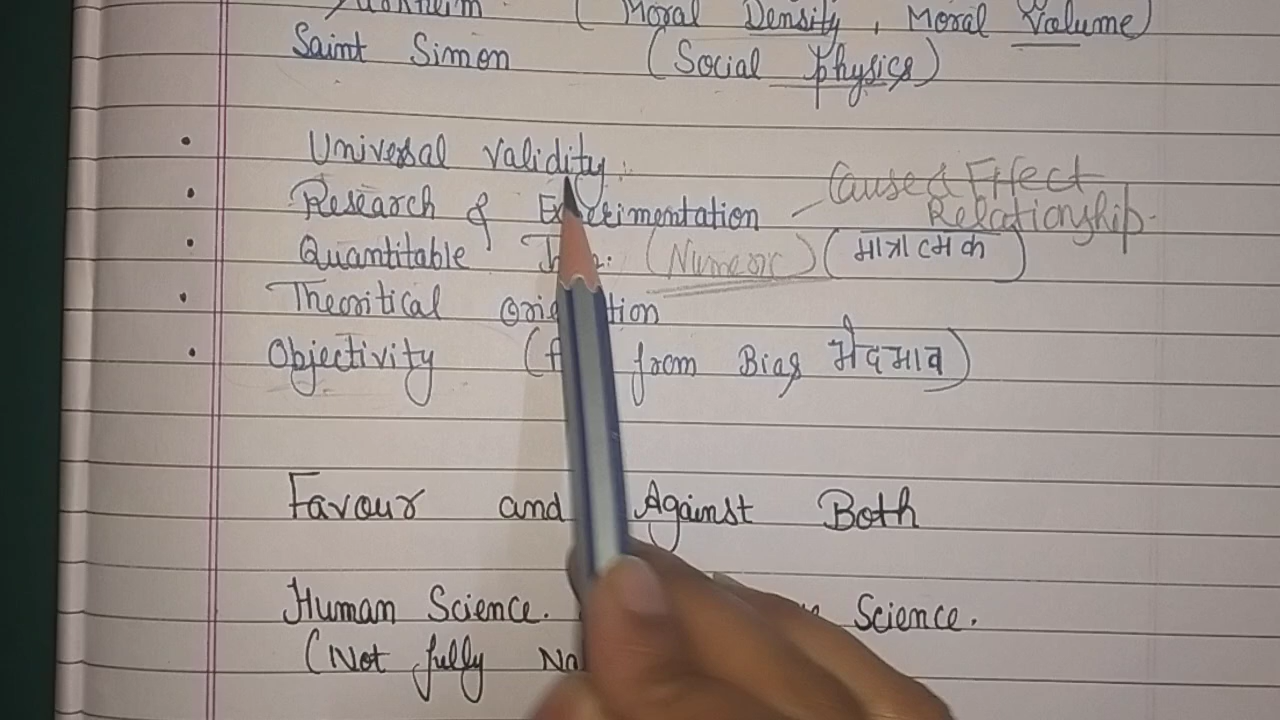 ( Moral Density , Moral Volume)
Saint Simon (Social Physics)
• Universal Validity
• Research & Experimentation – Cause & Effect Relationship.
• Quantitable (Numeric) (मात्रात्मक)
• Theoritical
• Objectivity ( from Bias भेदभाव)
Favour and Against Both
Human Science. Science.
(Not fully